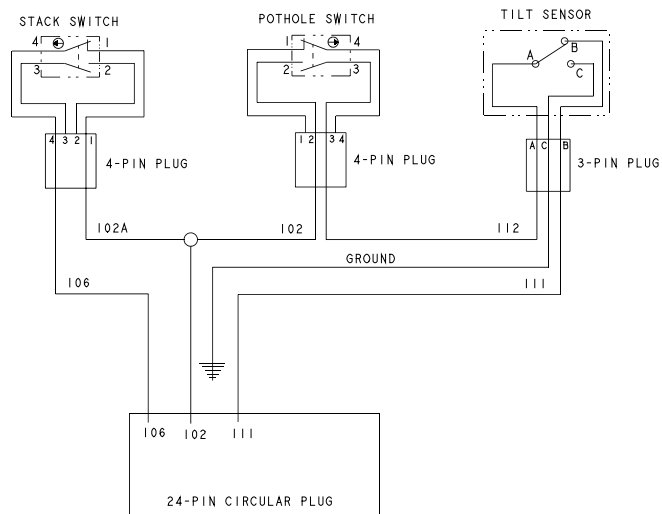 STACK SWITCH
POTHOLE SWITCH
TILT SENSOR
4 1
3 2
1 4
2 3
A B
C
4 3 2 1
4-PIN PLUG
1 2 3 4
4-PIN PLUG
A C B
3-PIN PLUG
102A
102
112
GROUND
106
111
106 102 111
24-PIN CIRCULAR PLUG